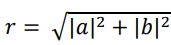 r = √|a|² + |b|²